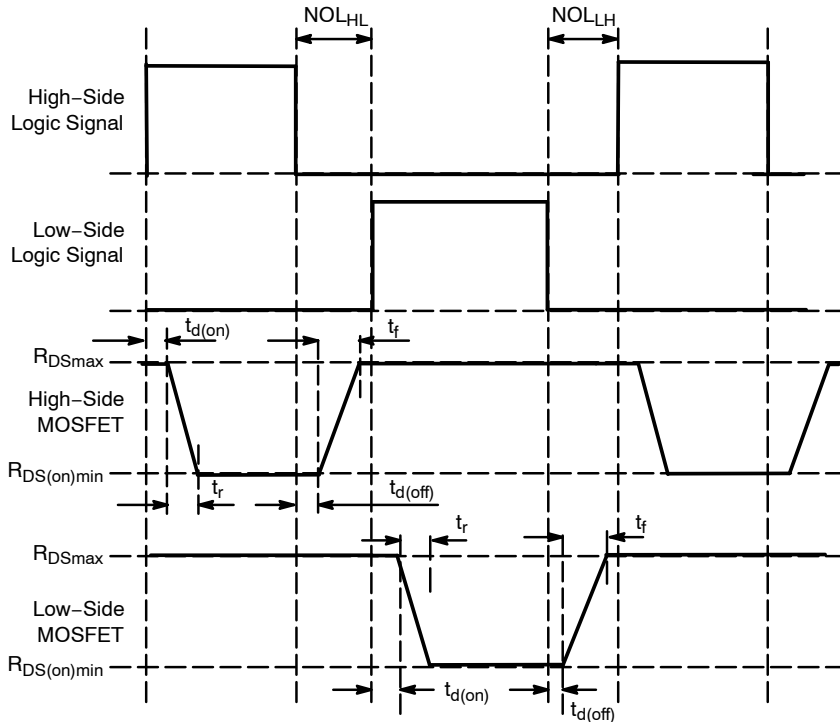 NOL_HL
NOL_LH
High−Side
Logic Signal
Low−Side
Logic Signal
t_d(on)
t_f
R_DSmax
High−Side
MOSFET
R_DS(on)min
t_r
t_d(off)
t_r
t_f
R_DSmax
Low−Side
MOSFET
R_DS(on)min
t_d(on)
t_d(off)